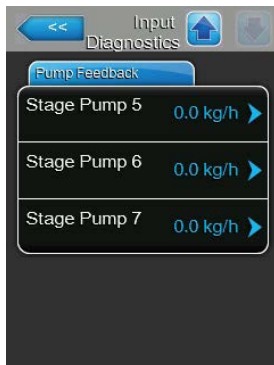 <<
Input
Diagnostics
Pump Feedback
Stage Pump 5 0.0 kg/h
Stage Pump 6 0.0 kg/h
Stage Pump 7 0.0 kg/h